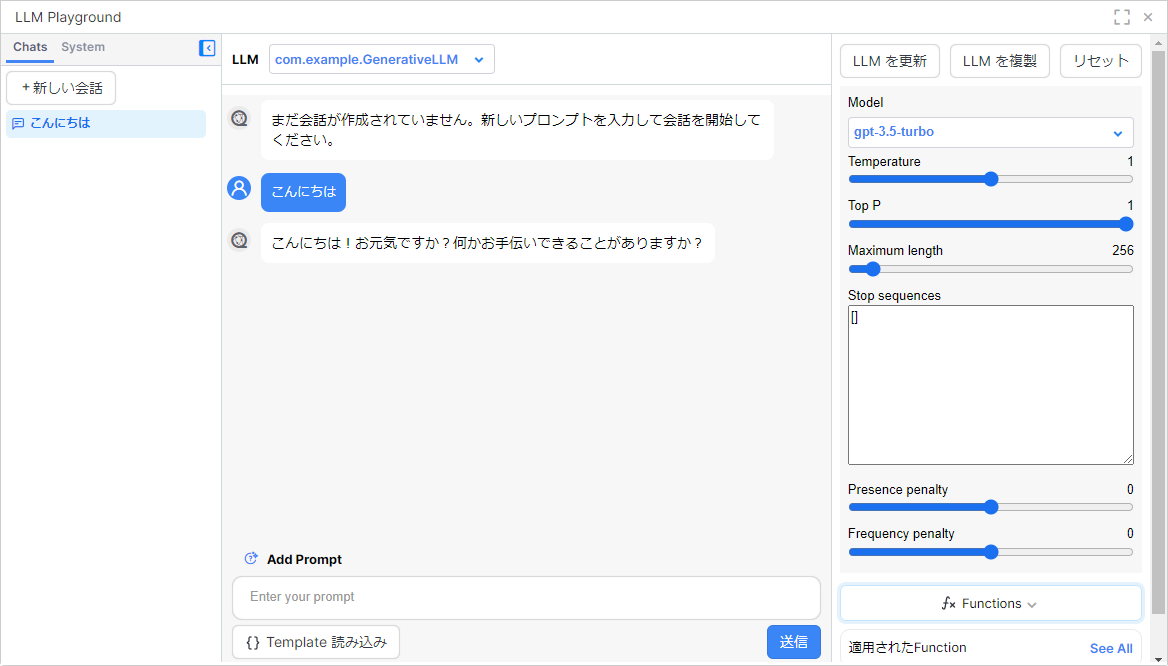 LLM Playground
Chats
System
+ 新しい会話
こんにちは
LLM
com.example.GenerativeLLM
まだ会話が作成されていません。新しいプロンプトを入力して会話を開始して
ください。
こんにちは
こんにちは！お元気ですか？何かお手伝いできることがありますか？
Add Prompt
Enter your prompt
{} Template 読み込み
送信
LLM を更新
LLM を複製
リセット
Model
gpt-3.5-turbo
Temperature 1
Top P 1
Maximum length 256
Stop sequences
[]
Presence penalty 0
Frequency penalty 0
fx Functions
適用されたFunction
See All